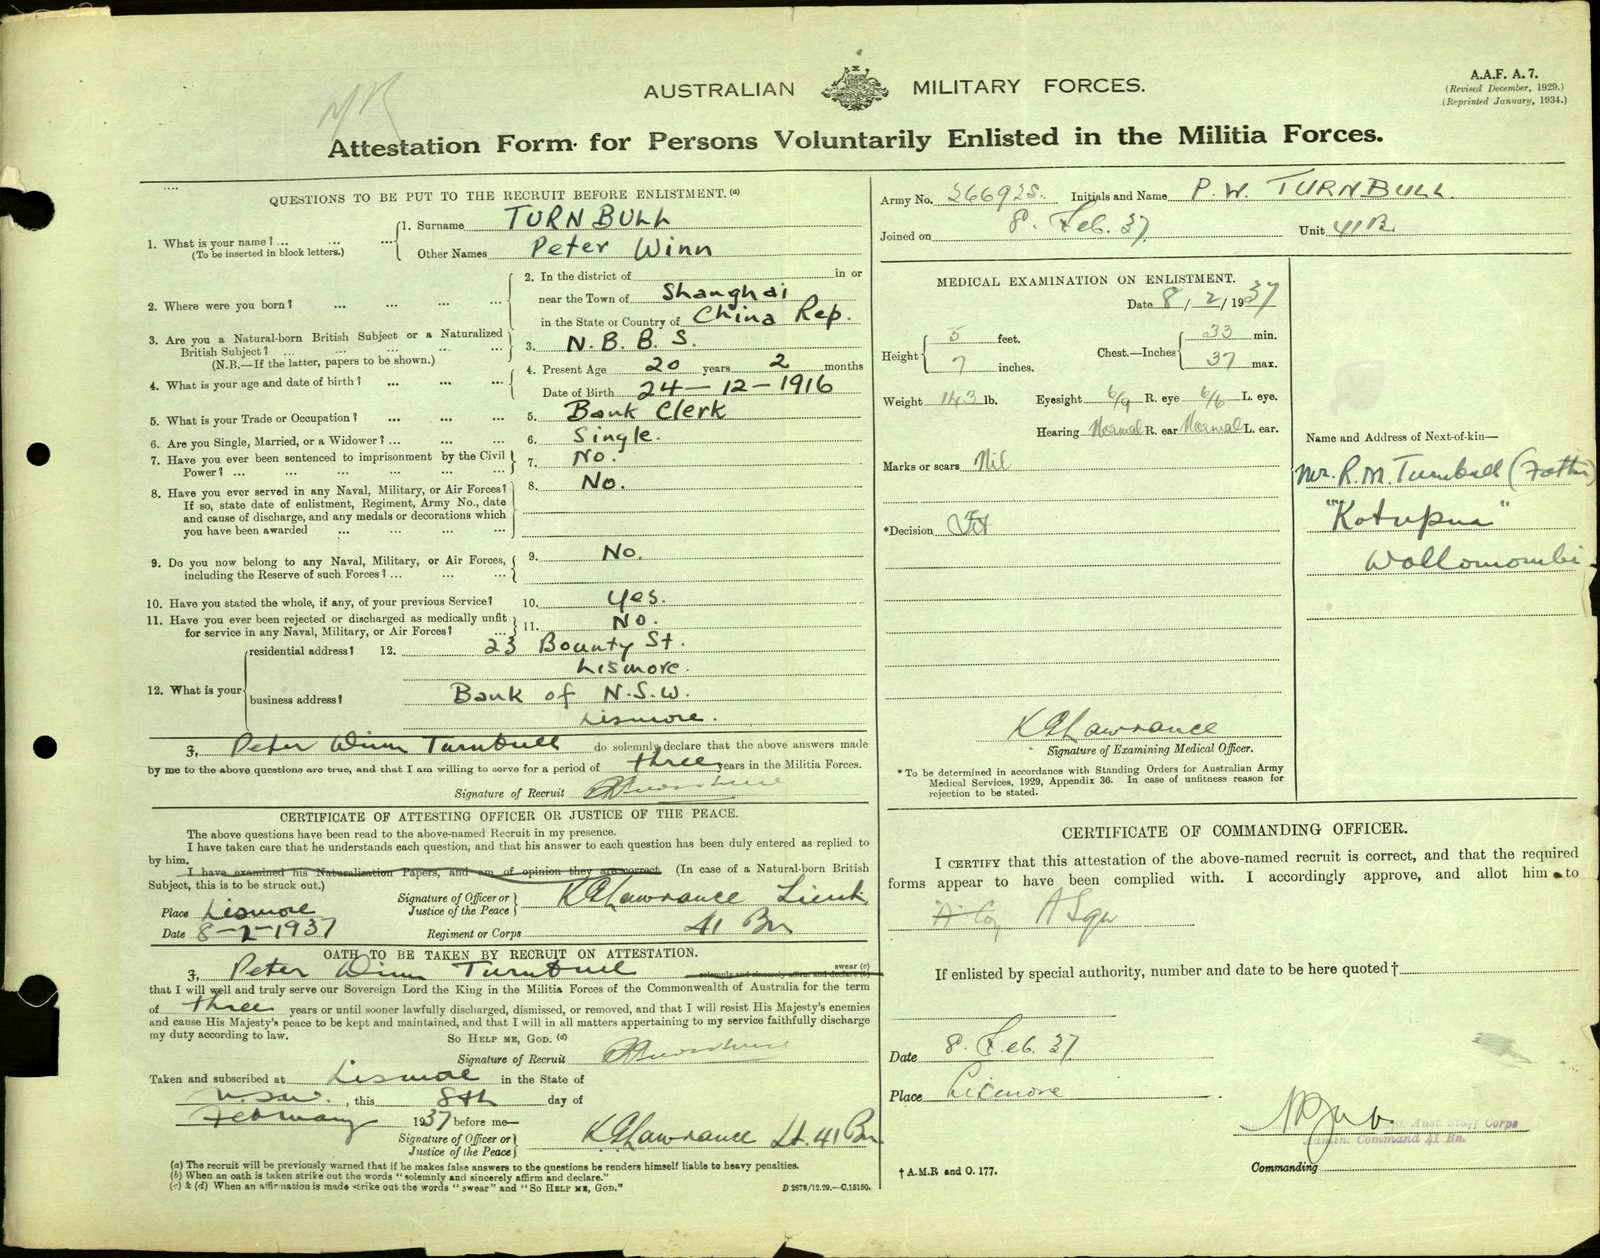 AUSTRALIAN MILITARY FORCES.
A.A.F. A.7.
(Revised December, 1929.)
(Reprinted January, 1934.)
Attestation Form for Persons Voluntarily Enlisted in the Militia Forces.
QUESTIONS TO BE PUT TO THE RECRUIT BEFORE ENLISTMENT.(a)
1. What is your name? ... ... ...
(To be inserted in block letters.)
1. Surname TURNBULL
Other Names Peter Winn
2. Where were you born? ... ... ... ...
2. In the district of in or
near the Town of Shanghai
in the State or Country of China Rep.
3. Are you a Natural-born British Subject or a Naturalized
British Subject? ... ... ... ... ...
(N.B.—If the latter, papers to be shown.)
3. N. B. B. S.
4. What is your age and date of birth? ... ... ...
4. Present Age 20 years 2 months
Date of Birth 24-12-1916
5. What is your Trade or Occupation? ... ... ...
5. Bank Clerk
6. Are you Single, Married, or a Widower? ... ... ...
6. Single.
7. Have you ever been sentenced to imprisonment by the Civil
Power? ... ... ... ... ... ...
7. No.
8. Have you ever served in any Naval, Military, or Air Forces?
If so, state date of enlistment, Regiment, Army No., date
and cause of discharge, and any medals or decorations which
you have been awarded ... ... ... ...
8. No.
9. Do you now belong to any Naval, Military, or Air Forces,
including the Reserve of such Forces? ... ... ...
9. No.
10. Have you stated the whole, if any, of your previous Service?
10. Yes.
11. Have you ever been rejected or discharged as medically unfit
for service in any Naval, Military, or Air Forces? ...
11. No.
12. What is your
residential address? 12. 23 Bounty St.
Lismore.
business address? Bank of N.S.W.
Lismore.
I, Peter Winn Turnbull do solemnly declare that the above answers made
by me to the above questions are true, and that I am willing to serve for a period of three years in the Militia Forces.
Signature of Recruit
CERTIFICATE OF ATTESTING OFFICER OR JUSTICE OF THE PEACE.
The above questions have been read to the above-named Recruit in my presence.
I have taken care that he understands each question, and that his answer to each question has been duly entered as replied to
by him.
I have examined his Naturalisation Papers, and am of opinion they are correct. (In case of a Natural-born British
Subject, this is to be struck out.)
Signature of Officer or
Justice of the Peace
K Lawrance Lieut
Place Lismore
Date 8-2-1937
Regiment or Corps 41 Bn
OATH TO BE TAKEN BY RECRUIT ON ATTESTATION.
I, Peter Winn Turnbull swear (c)
solemnly and sincerely affirm and declare(b)
that I will well and truly serve our Sovereign Lord the King in the Militia Forces of the Commonwealth of Australia for the term
of three years or until sooner lawfully discharged, dismissed, or removed, and that I will resist His Majesty's enemies
and cause His Majesty's peace to be kept and maintained, and that I will in all matters appertaining to my service faithfully discharge
my duty according to law.
SO HELP ME, GOD. (d)
Signature of Recruit
Taken and subscribed at Lismore in the State of
N.S.W., this 8th day of
February 1937 before me—
Signature of Officer or
Justice of the Peace
K Lawrance Lt. 41 Bn
(a) The recruit will be previously warned that if he makes false answers to the questions he renders himself liable to heavy penalties.
(b) When an oath is taken strike out the words "solemnly and sincerely affirm and declare."
(c) & (d) When an affirmation is made strike out the words "swear" and "SO HELP ME, GOD."
D 2678/12.29.—C.15150.
Army No. 266925. Initials and Name P. W. TURNBULL.
Joined on 8. Feb. 37 Unit 41B
MEDICAL EXAMINATION ON ENLISTMENT.
Date 8/2/1937
Height 5 feet.
7 inches.
Chest.—Inches 33 min.
37 max.
Weight 143 lb. Eyesight 6/9 R. eye 6/6 L. eye.
Hearing Normal R. ear Normal L. ear.
Marks or scars Nil
*Decision Fit
K Lawrance
Signature of Examining Medical Officer.
* To be determined in accordance with Standing Orders for Australian Army
Medical Services, 1929, Appendix 36. In case of unfitness reason for
rejection to be stated.
Name and Address of Next-of-kin—
Mr. R. M. Turnbull (Father)
"Kotupna"
Wollomombi
CERTIFICATE OF COMMANDING OFFICER.
I CERTIFY that this attestation of the above-named recruit is correct, and that the required
forms appear to have been complied with. I accordingly approve, and allot him to
"A" Coy
If enlisted by special authority, number and date to be here quoted †
Date 8. Feb. 37
Place Lismore
Aust Staff Corps
Command 41 Bn.
Commanding
† A.M.R and O. 177.